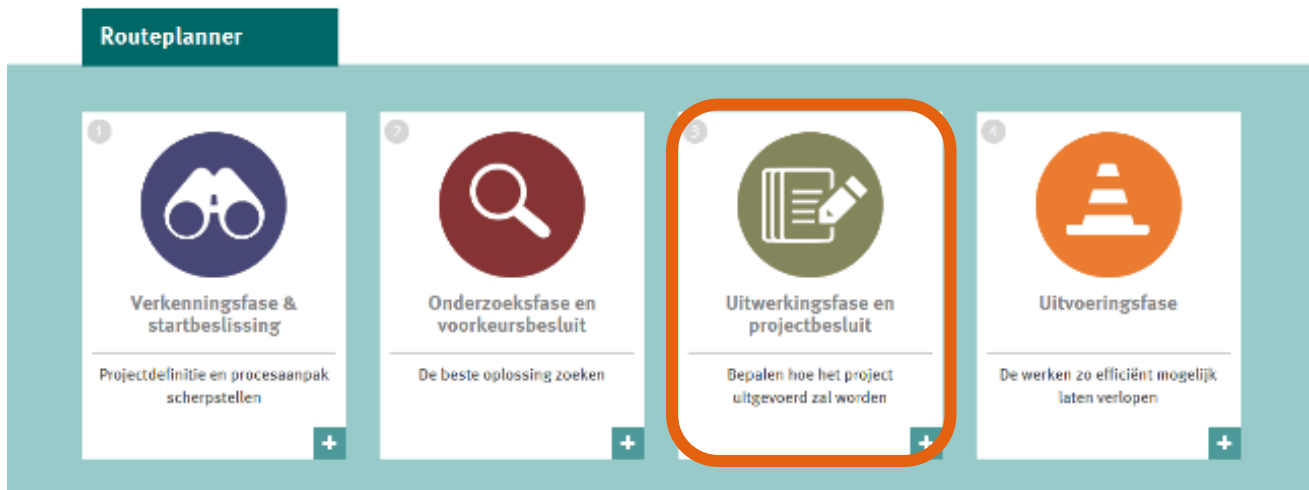 Routeplanner
1
Verkenningsfase &
startbeslissing
Projectdefinitie en procesaanpak
scherpstellen
+
2
Onderzoeksfase en
voorkeursbesluit
De beste oplossing zoeken
+
3
Uitwerkingsfase en
projectbesluit
Bepalen hoe het project
uitgevoerd zal worden
+
4
Uitvoeringsfase
De werken zo efficiënt mogelijk
laten verlopen
+